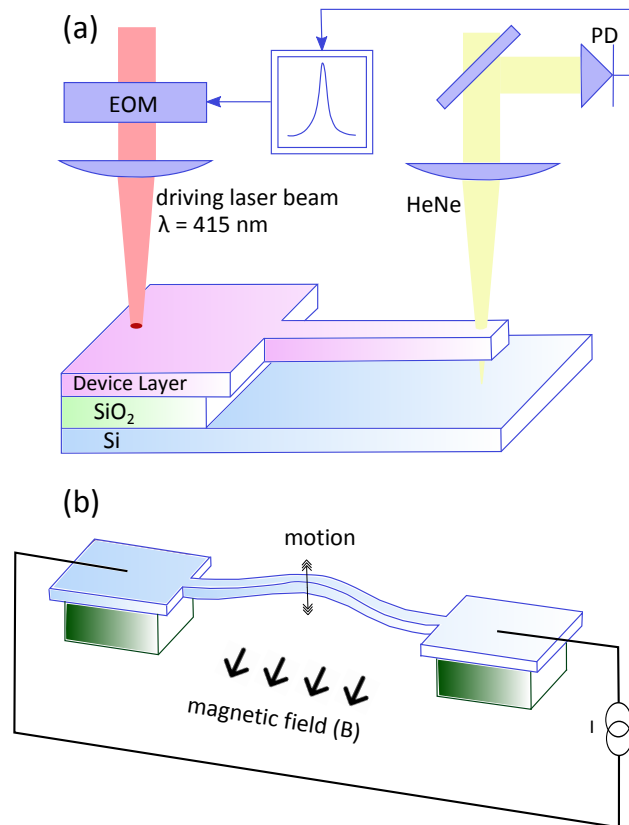 (a)
PD
EOM
driving laser beam
λ = 415 nm
HeNe
Device Layer
SiO₂
Si
(b)
motion
magnetic field (B)
I